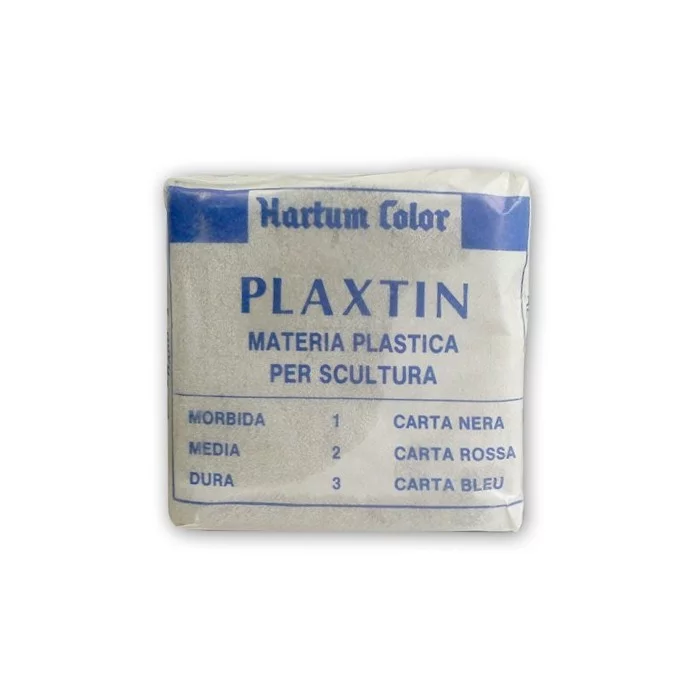 Hartum Color
PLAXTIN
MATERIA PLASTICA
PER SCULTURA
MORBIDA 1 CARTA NERA
MEDIA 2 CARTA ROSSA
DURA 3 CARTA BLEU